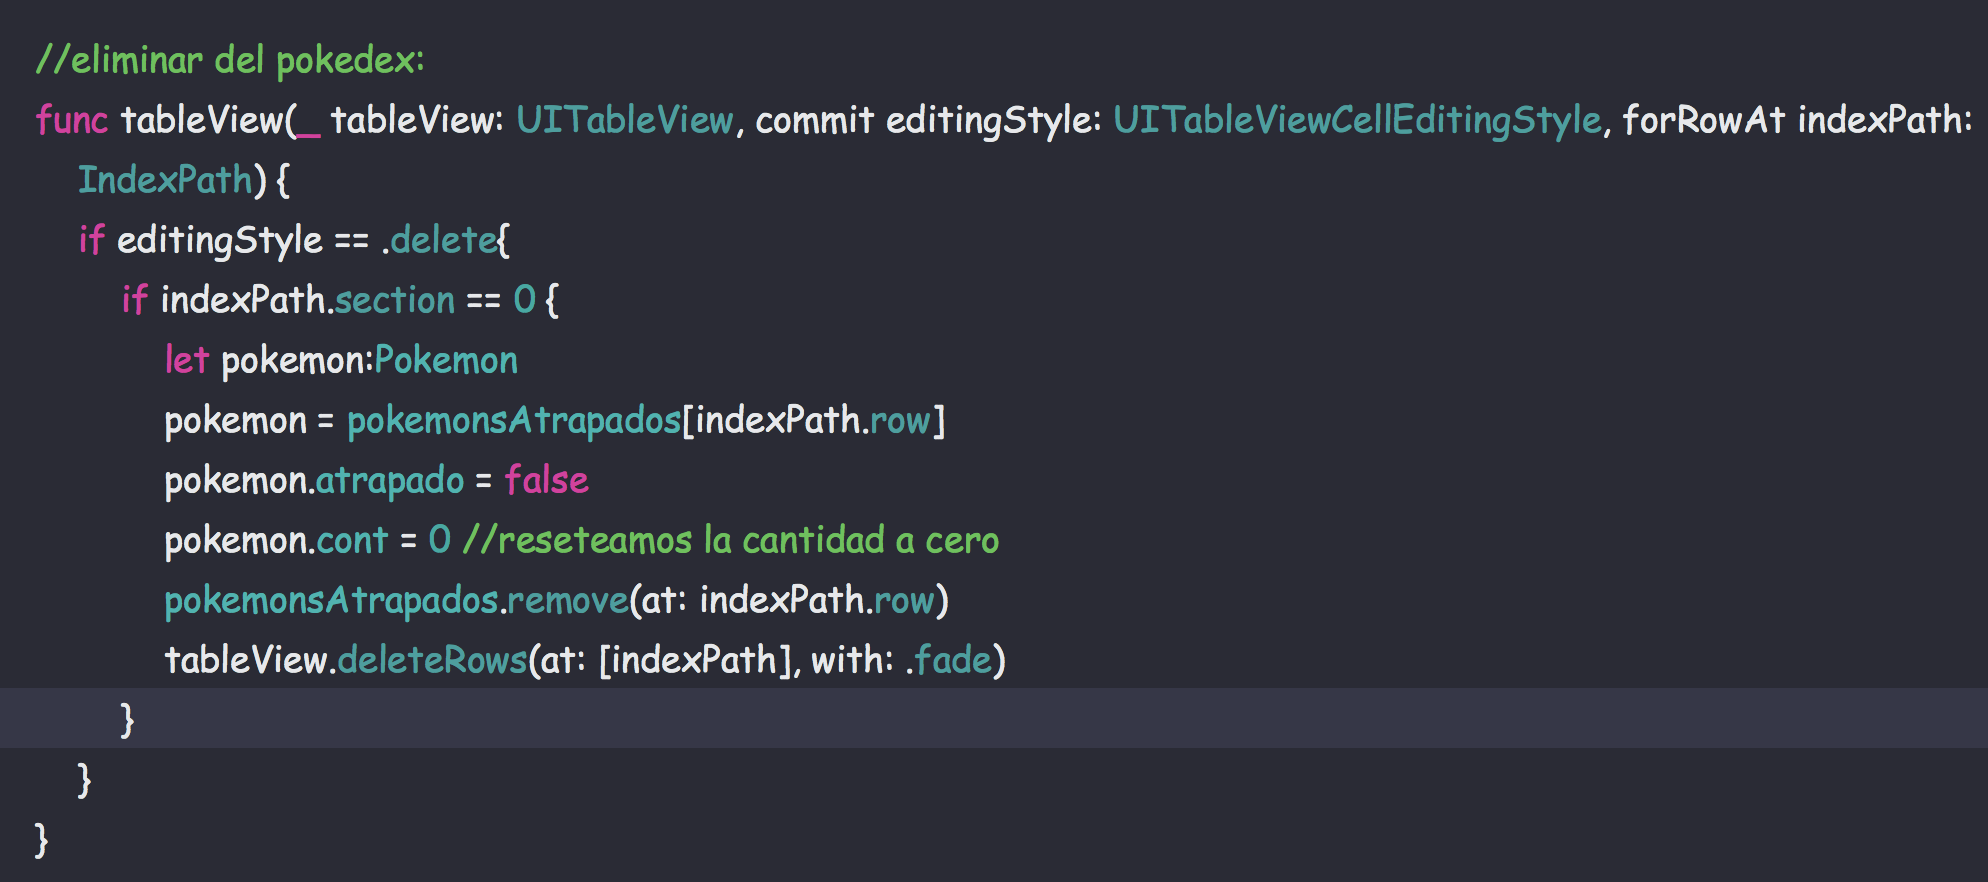 //eliminar del pokedex:
func tableView(_ tableView: UITableView, commit editingStyle: UITableViewCellEditingStyle, forRowAt indexPath:
IndexPath) {
if editingStyle == .delete{
if indexPath.section == 0 {
let pokemon:Pokemon
pokemon = pokemonsAtrapados[indexPath.row]
pokemon.atrapado = false
pokemon.cont = 0 //reseteamos la cantidad a cero
pokemonsAtrapados.remove(at: indexPath.row)
tableView.deleteRows(at: [indexPath], with: .fade)
}
}
}